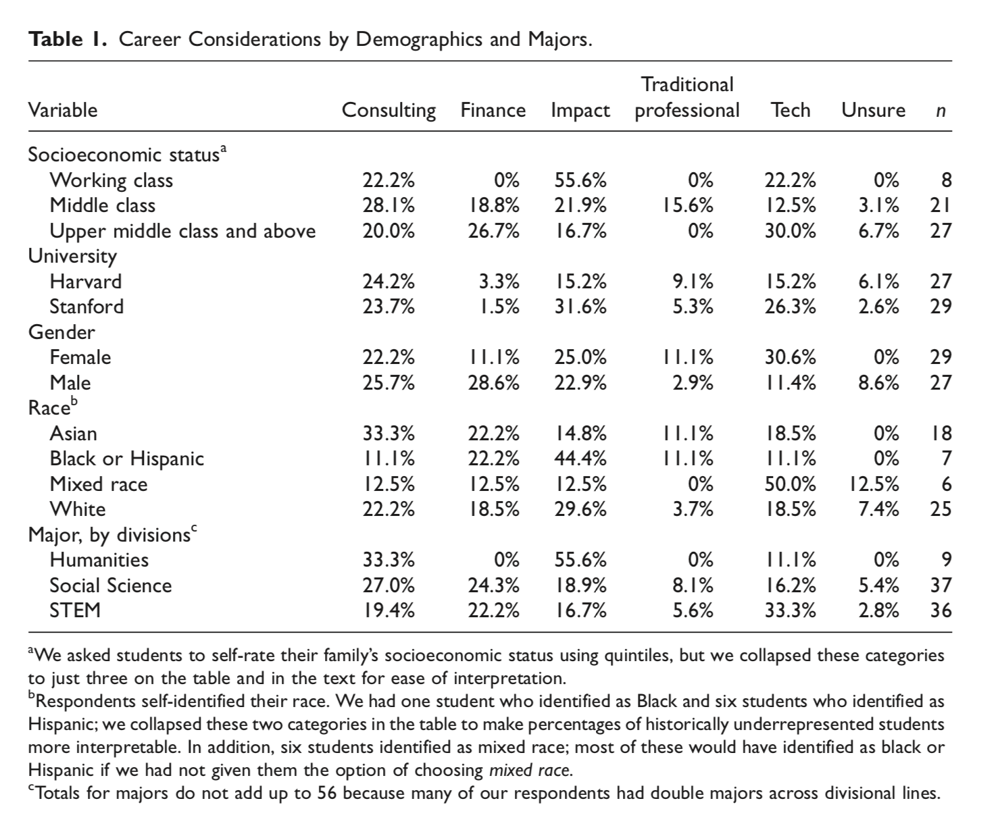 Table 1. Career Considerations by Demographics and Majors.
Traditional
Variable Consulting Finance Impact professional Tech Unsure n
Socioeconomic statusᵃ
Working class 22.2% 0% 55.6% 0% 22.2% 0% 8
Middle class 28.1% 18.8% 21.9% 15.6% 12.5% 3.1% 21
Upper middle class and above 20.0% 26.7% 16.7% 0% 30.0% 6.7% 27
University
Harvard 24.2% 3.3% 15.2% 9.1% 15.2% 6.1% 27
Stanford 23.7% 1.5% 31.6% 5.3% 26.3% 2.6% 29
Gender
Female 22.2% 11.1% 25.0% 11.1% 30.6% 0% 29
Male 25.7% 28.6% 22.9% 2.9% 11.4% 8.6% 27
Raceᵇ
Asian 33.3% 22.2% 14.8% 11.1% 18.5% 0% 18
Black or Hispanic 11.1% 22.2% 44.4% 11.1% 11.1% 0% 7
Mixed race 12.5% 12.5% 12.5% 0% 50.0% 12.5% 6
White 22.2% 18.5% 29.6% 3.7% 18.5% 7.4% 25
Major, by divisionsᶜ
Humanities 33.3% 0% 55.6% 0% 11.1% 0% 9
Social Science 27.0% 24.3% 18.9% 8.1% 16.2% 5.4% 37
STEM 19.4% 22.2% 16.7% 5.6% 33.3% 2.8% 36
ᵃWe asked students to self-rate their family’s socioeconomic status using quintiles, but we collapsed these categories
to just three on the table and in the text for ease of interpretation.
ᵇRespondents self-identified their race. We had one student who identified as Black and six students who identified as
Hispanic; we collapsed these two categories in the table to make percentages of historically underrepresented students
more interpretable. In addition, six students identified as mixed race; most of these would have identified as black or
Hispanic if we had not given them the option of choosing mixed race.
ᶜTotals for majors do not add up to 56 because many of our respondents had double majors across divisional lines.